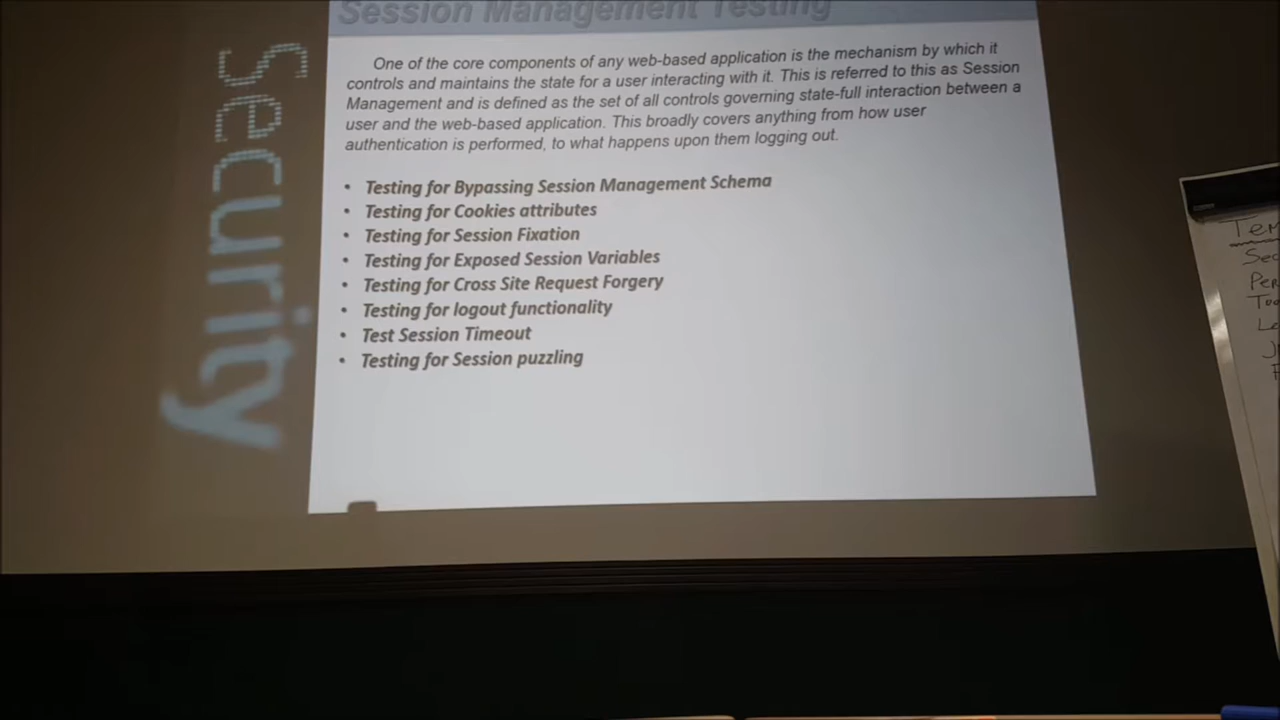 Session Management Testing
Security
One of the core components of any web-based application is the mechanism by which it
controls and maintains the state for a user interacting with it. This is referred to this as Session
Management and is defined as the set of all controls governing state-full interaction between a
user and the web-based application. This broadly covers anything from how user
authentication is performed, to what happens upon them logging out.
• Testing for Bypassing Session Management Schema
• Testing for Cookies attributes
• Testing for Session Fixation
• Testing for Exposed Session Variables
• Testing for Cross Site Request Forgery
• Testing for logout functionality
• Test Session Timeout
• Testing for Session puzzling